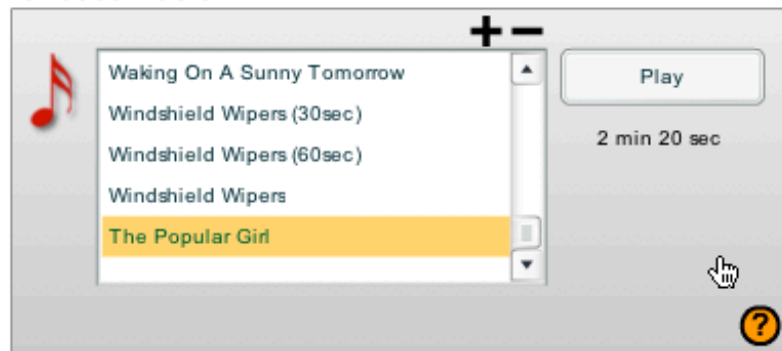 + −
Waking On A Sunny Tomorrow
Windshield Wipers (30sec)
Windshield Wipers (60sec)
Windshield Wipers
The Popular Girl
Play
2 min 20 sec
?